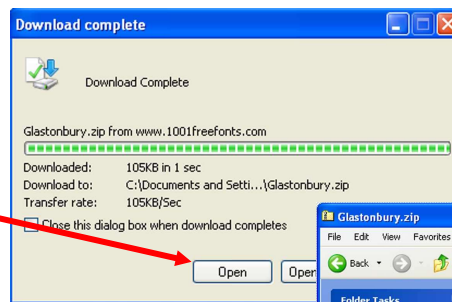 Download complete
Download Complete
Glastonbury.zip from www.1001freefonts.com
Downloaded: 105KB in 1 sec
Download to: C:\Documents and Setti...\Glastonbury.zip
Transfer rate: 105KB/Sec
Close this dialog box when download completes
Open Open
Glastonbury.zip
File Edit View Favorites
Back
Folder Tasks